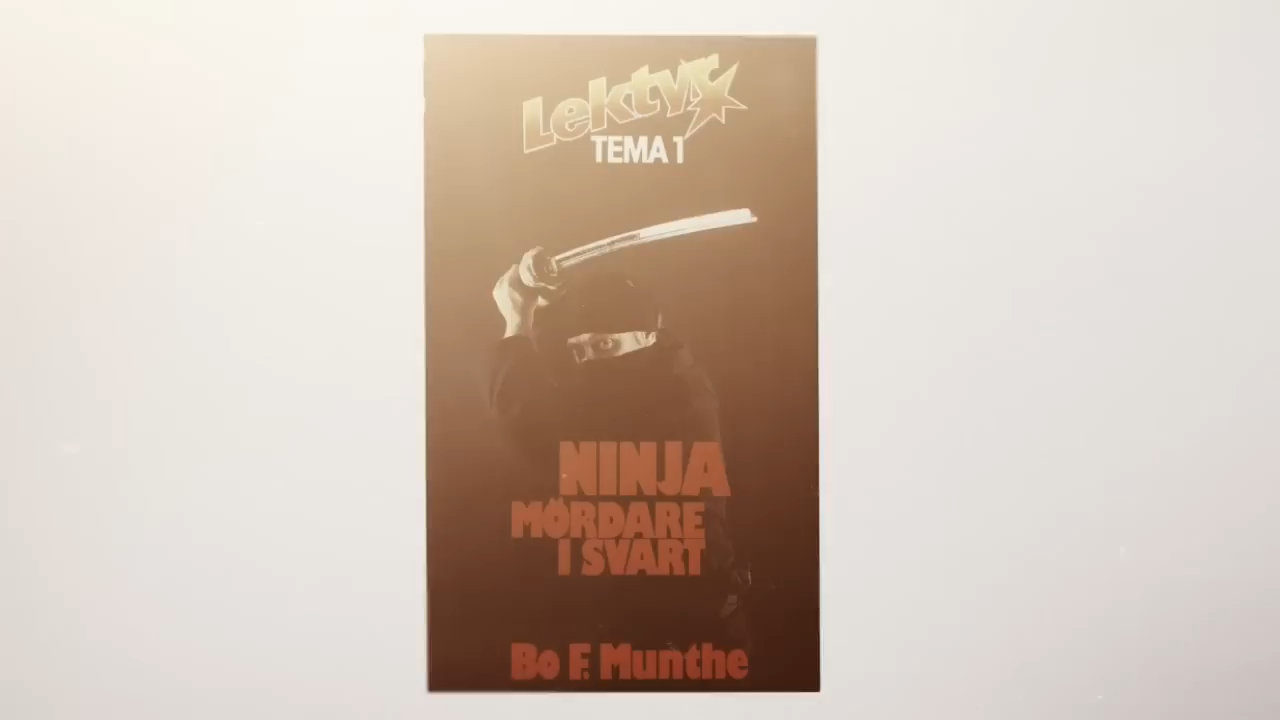 Lektyr
TEMA 1
NINJA
MÖRDARE
I SVART
Bo F. Munthe